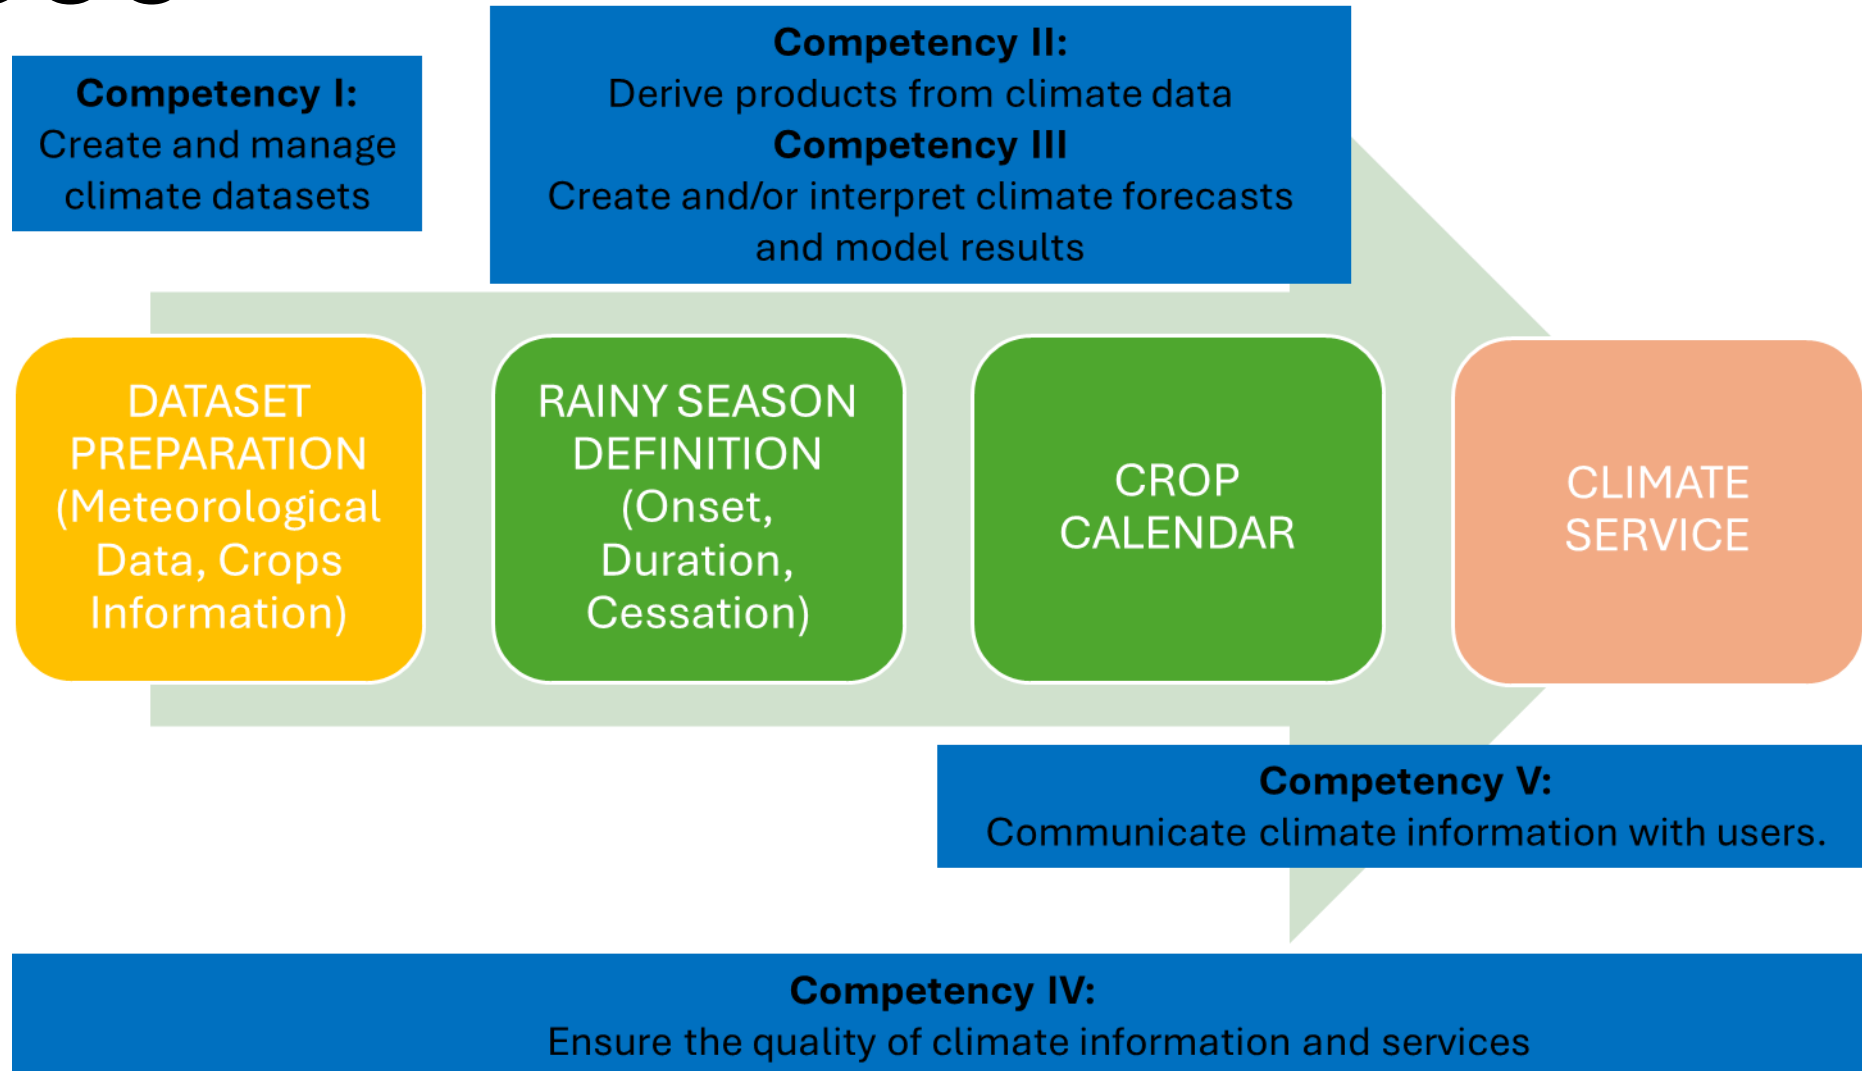 Competency I:
Create and manage
climate datasets
Competency II:
Derive products from climate data
Competency III
Create and/or interpret climate forecasts
and model results
DATASET
PREPARATION
(Meteorological
Data, Crops
Information)
RAINY SEASON
DEFINITION
(Onset,
Duration,
Cessation)
CROP
CALENDAR
CLIMATE
SERVICE
Competency V:
Communicate climate information with users.
Competency IV:
Ensure the quality of climate information and services